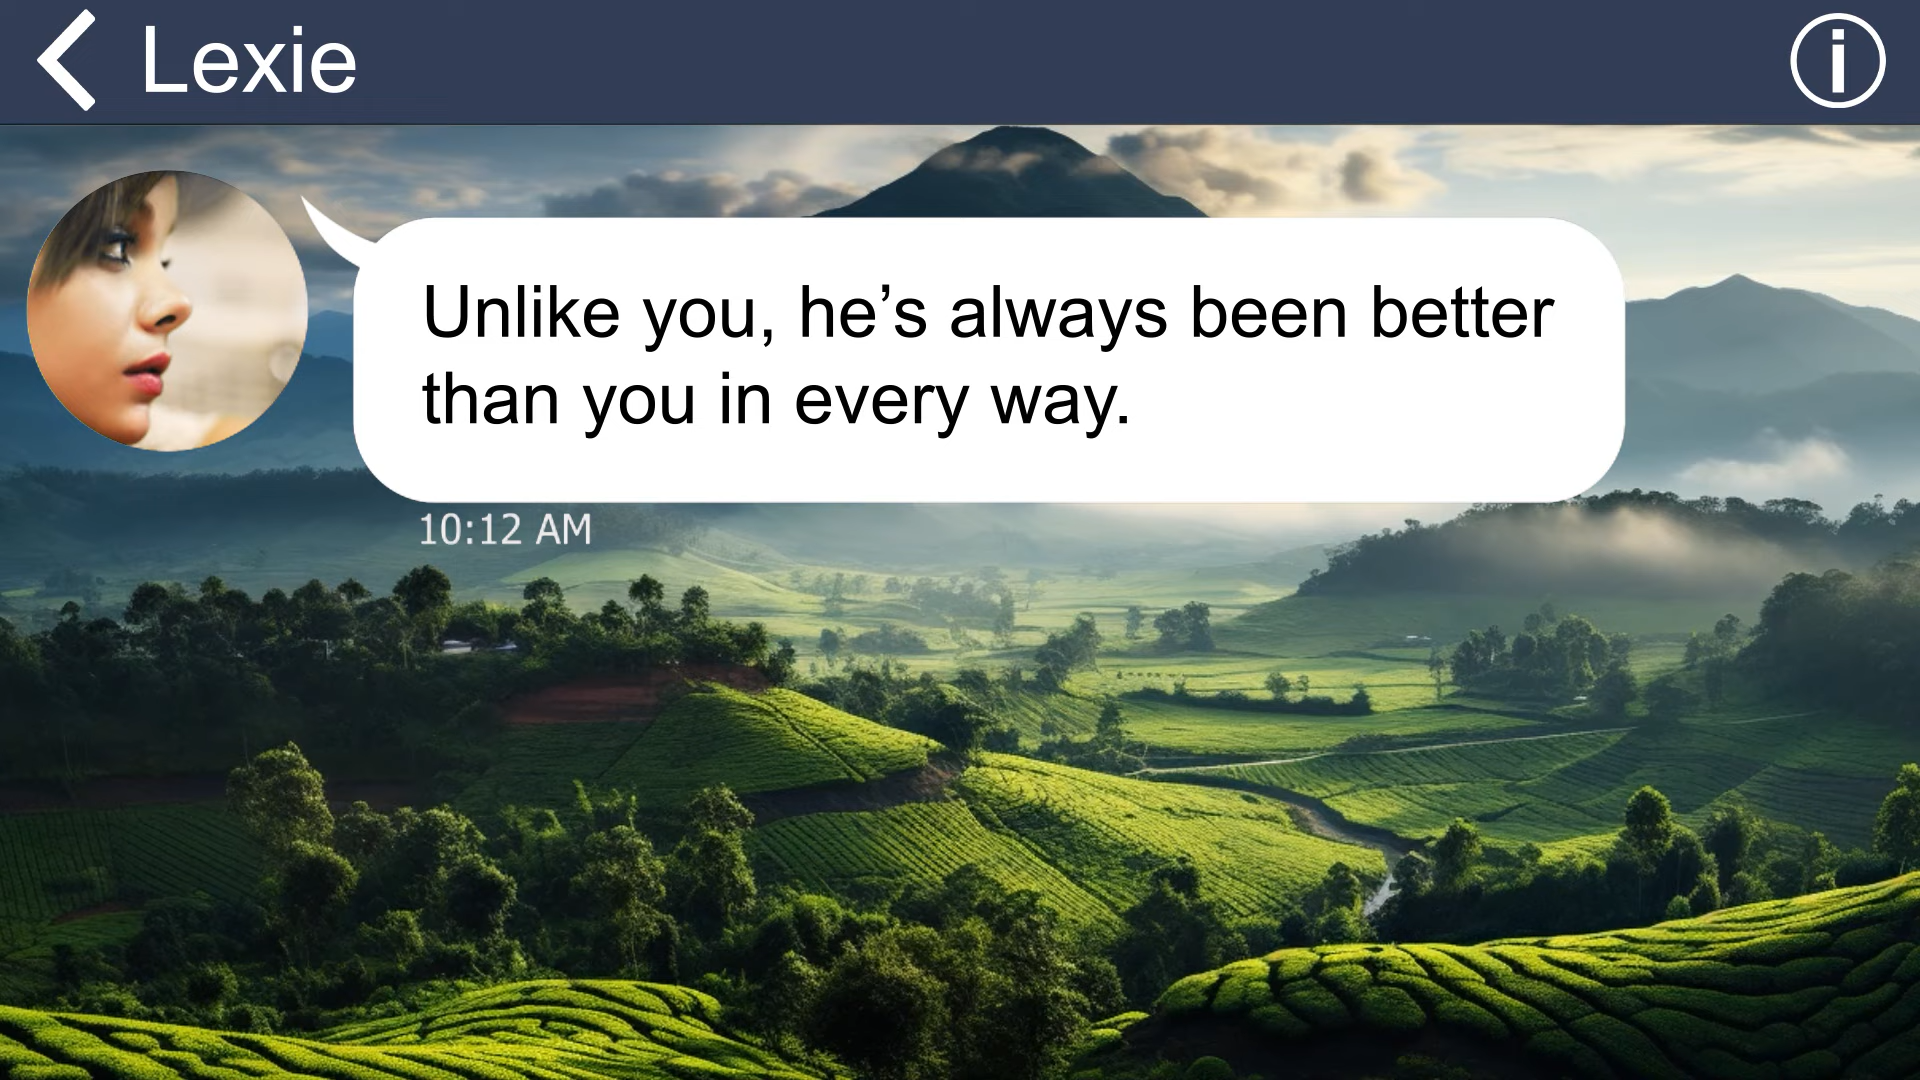 Lexie
Unlike you, he’s always been better
than you in every way.
10:12 AM